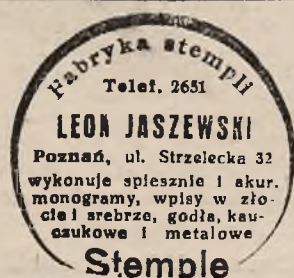 Fabryka stempli
Telef. 2651
LEON JASZEWSKI
Poznań, ul. Strzelecka 32
wykonuje spiesznie i akur.
monogramy, wpisy w zło-
cie i srebrze, godła, kau-
czukowe i metalowe
Stemple